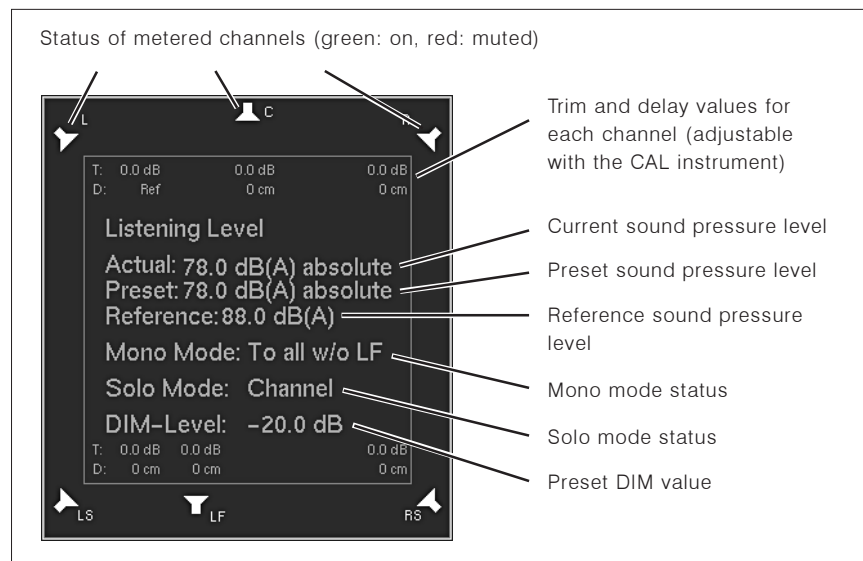 Status of metered channels (green: on, red: muted)
L
C
T: 0.0 dB 0.0 dB 0.0 dB
D: Ref 0 cm 0 cm
Trim and delay values for
each channel (adjustable
with the CAL instrument)
Listening Level
Actual: 78.0 dB(A) absolute
Current sound pressure level
Preset: 78.0 dB(A) absolute
Preset sound pressure level
Reference: 88.0 dB(A)
Reference sound pressure
level
Mono Mode: To all w/o LF
Mono mode status
Solo Mode: Channel
Solo mode status
DIM-Level: -20.0 dB
Preset DIM value
T: 0.0 dB 0.0 dB 0.0 dB
D: 0 cm 0 cm 0 cm
LS
LF
RS